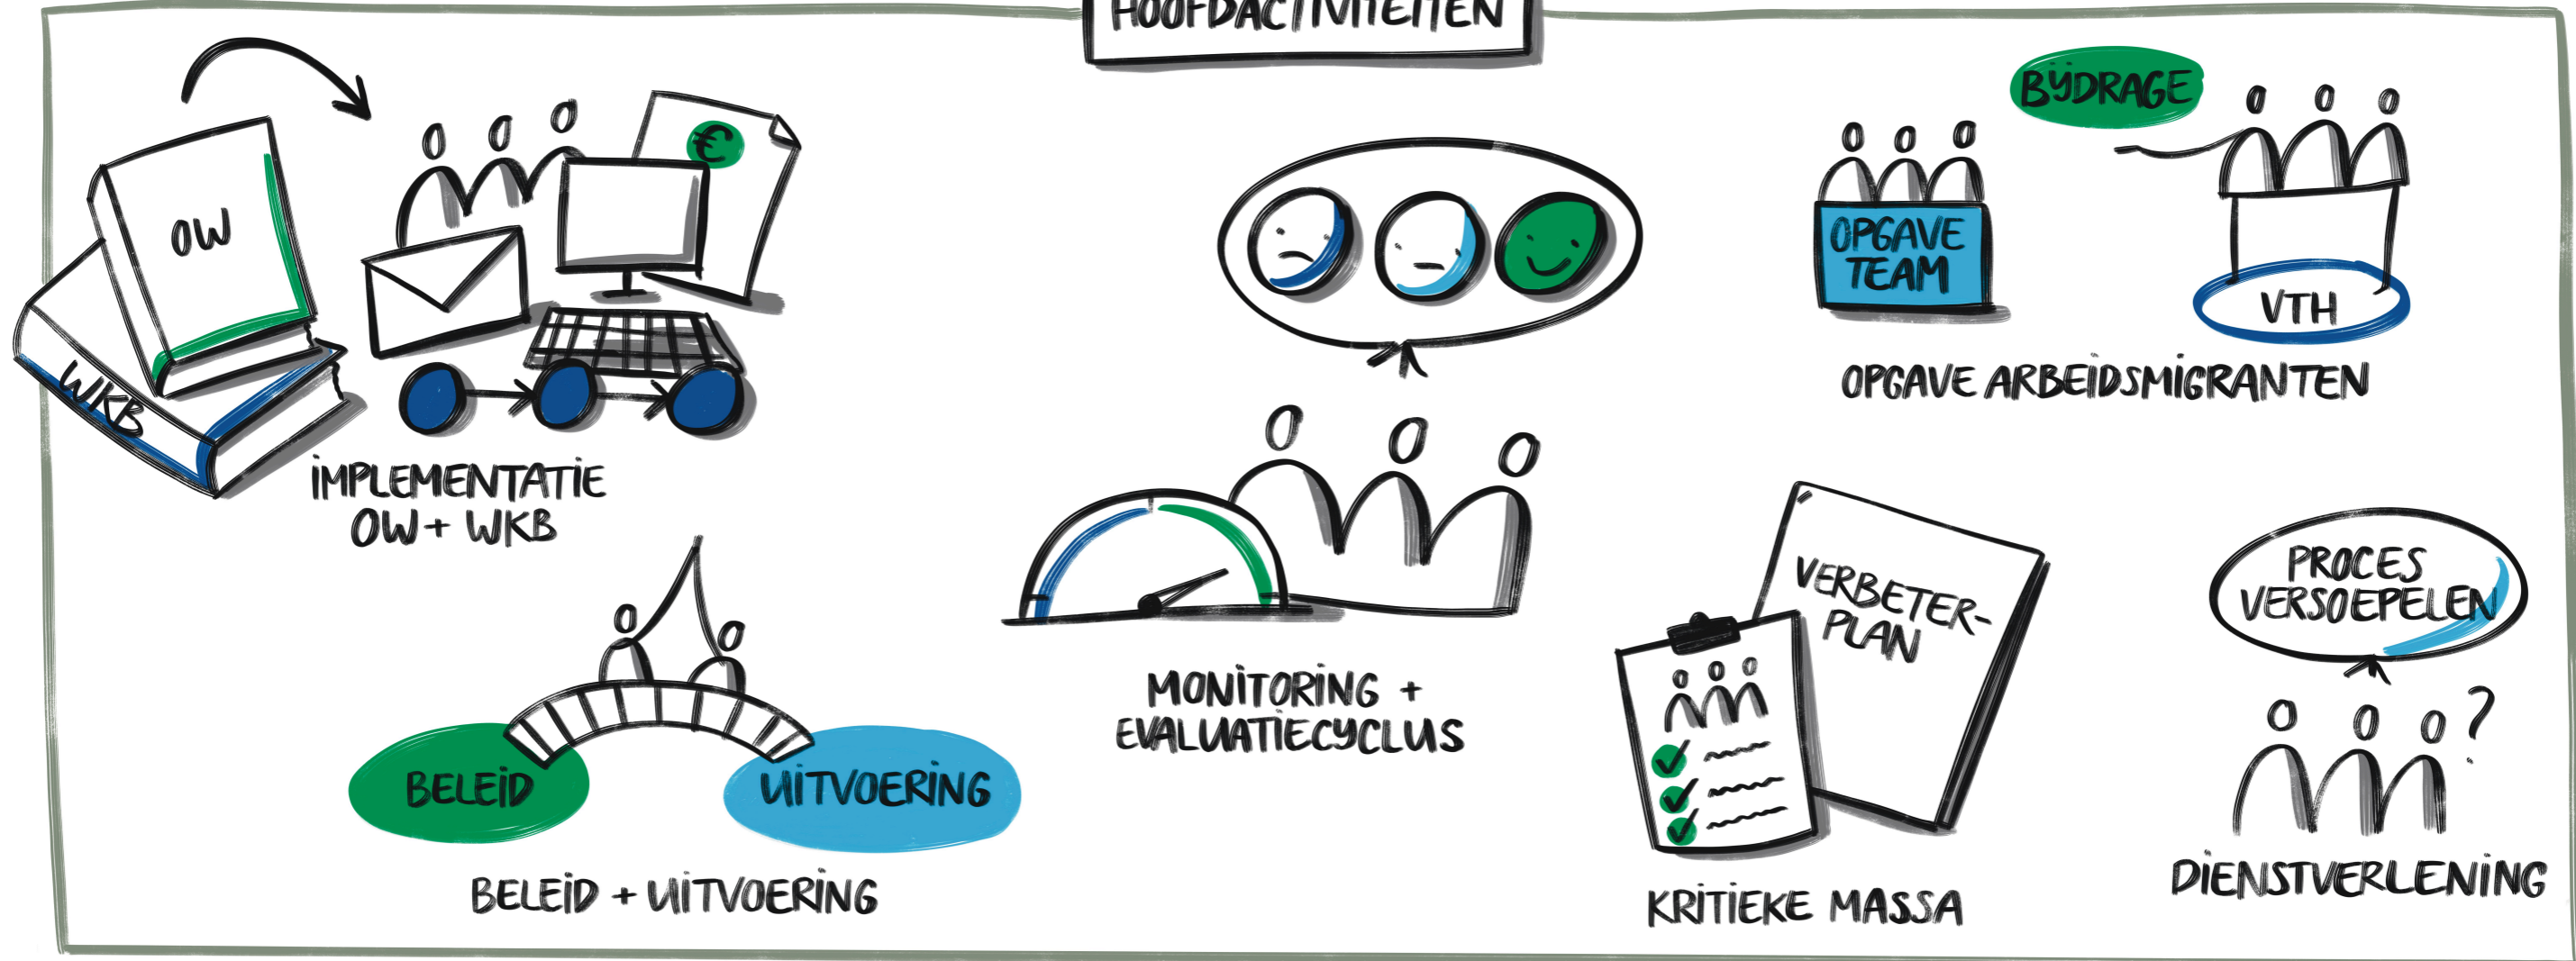 HOOFDACTIVITEITEN
OW
WKB
€
IMPLEMENTATIE
OW + WKB
BELEID
UITVOERING
BELEID + UITVOERING
MONITORING +
EVALUATIECYCLUS
BIJDRAGE
OPGAVE
TEAM
VTH
OPGAVE ARBEIDSMIGRANTEN
VERBETER-
PLAN
KRITIEKE MASSA
PROCES
VERSOEPELEN
?
DIENSTVERLENING